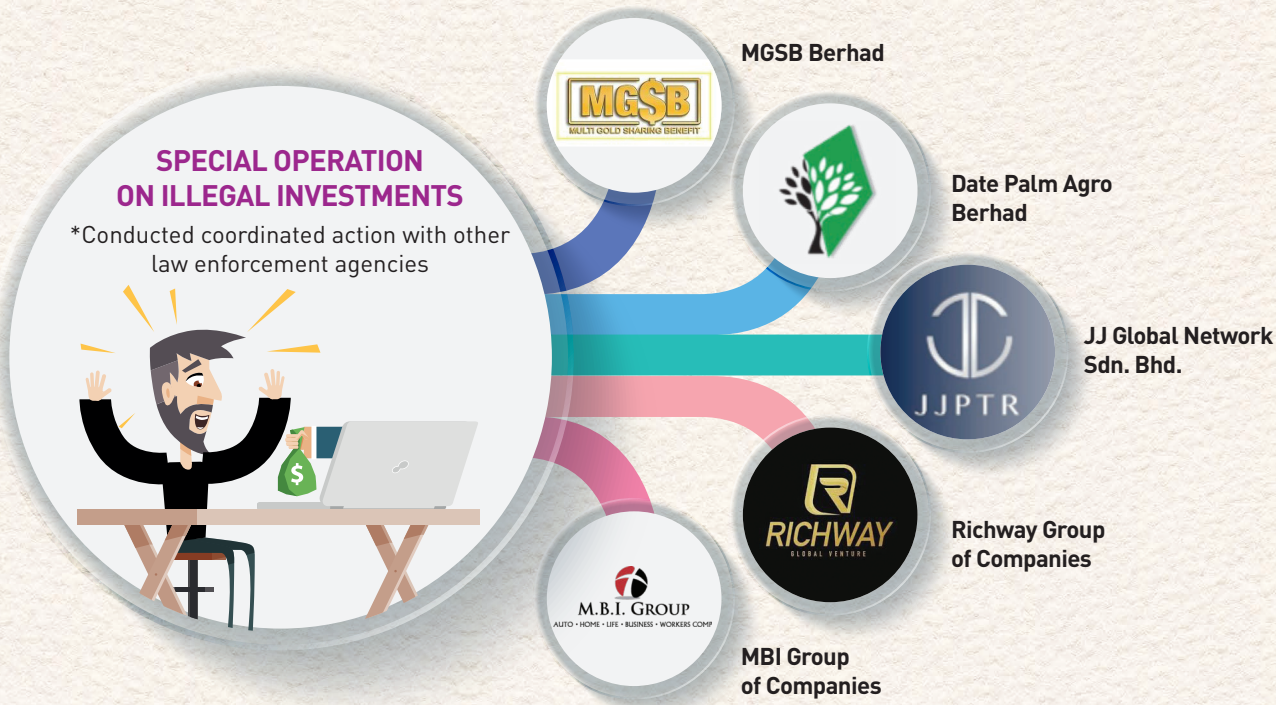 SPECIAL OPERATION
ON ILLEGAL INVESTMENTS
*Conducted coordinated action with other
law enforcement agencies
$
MG$B
MULTI GOLD SHARING BENEFIT
MGSB Berhad
Date Palm Agro
Berhad
JJPTR
JJ Global Network
Sdn. Bhd.
R
RICHWAY
GLOBAL VENTURE
Richway Group
of Companies
M.B.I. GROUP
AUTO • HOME • LIFE • BUSINESS • WORKERS COMP
MBI Group
of Companies